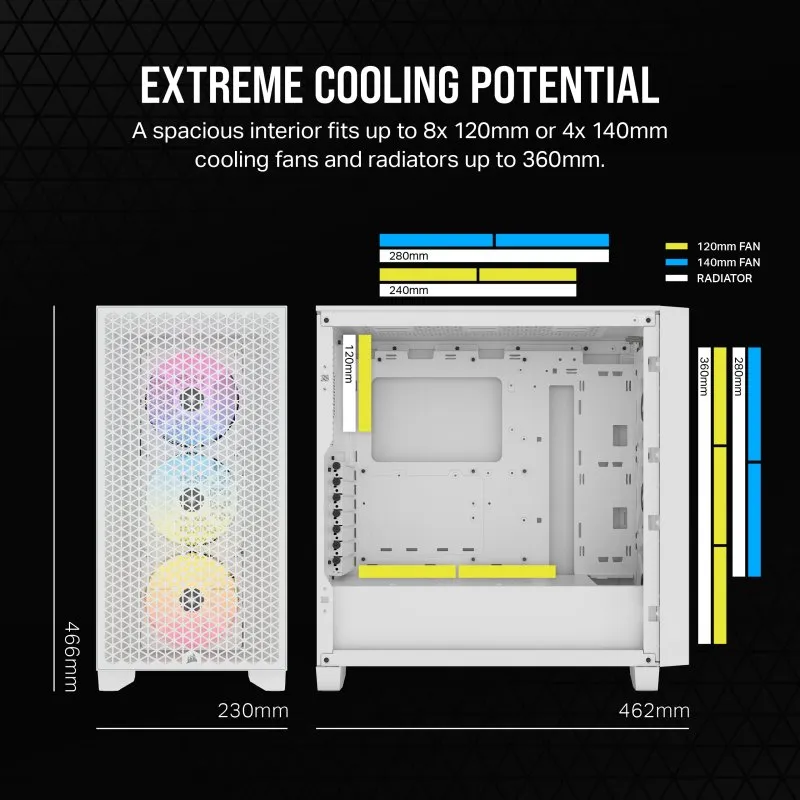 EXTREME COOLING POTENTIAL
A spacious interior fits up to 8x 120mm or 4x 140mm
cooling fans and radiators up to 360mm.
280mm
240mm
120mm FAN
140mm FAN
RADIATOR
120mm
360mm
280mm
466mm
230mm
462mm